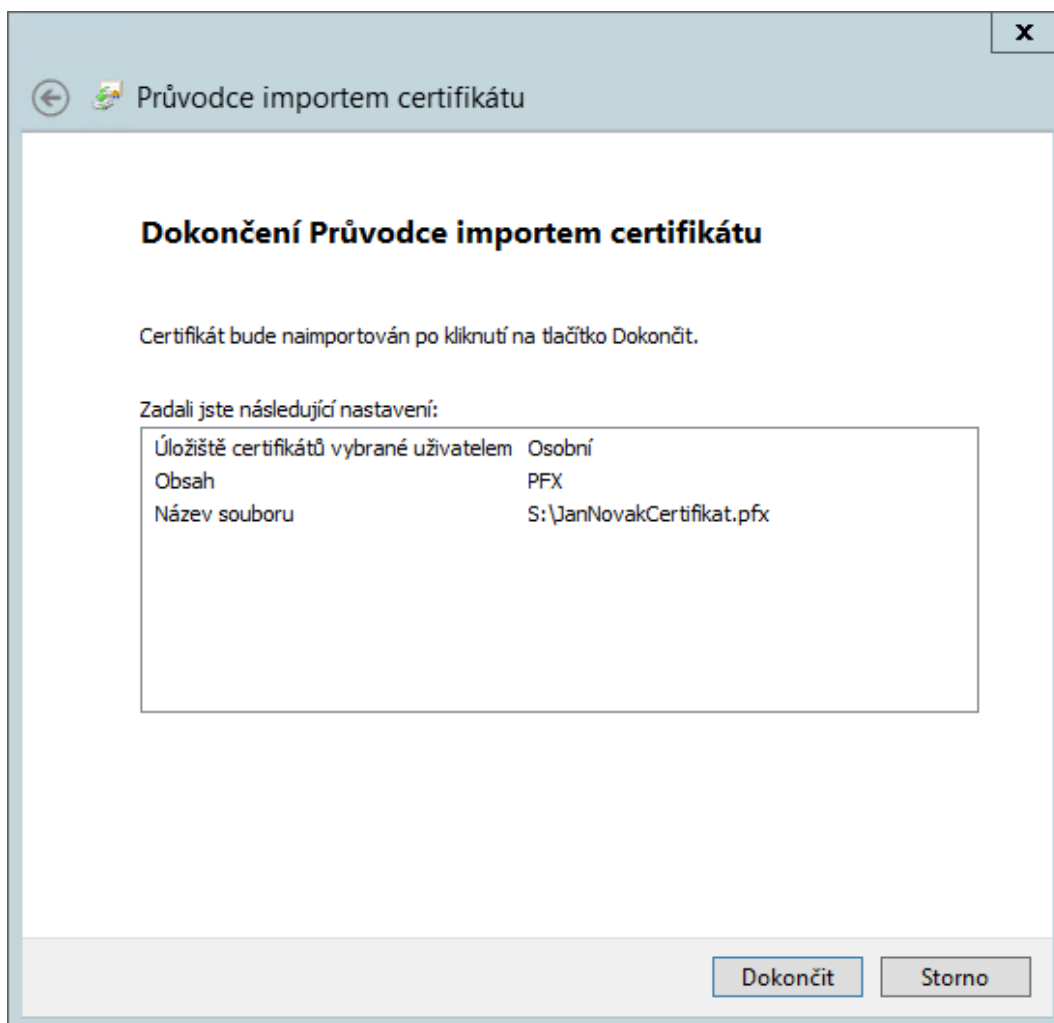 x
Průvodce importem certifikátu
Dokončení Průvodce importem certifikátu
Certifikát bude naimportován po kliknutí na tlačítko Dokončit.
Zadali jste následující nastavení:
Úložiště certifikátů vybrané uživatelem Osobní
Obsah PFX
Název souboru S:\JanNovakCertifikat.pfx
Dokončit Storno